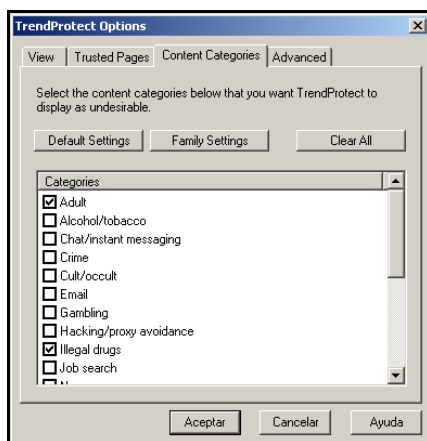 TrendProtect Options
View
Trusted Pages
Content Categories
Advanced
Select the content categories below that you want TrendProtect to
display as undesirable.
Default Settings
Family Settings
Clear All
Categories
Adult
Alcohol/tobacco
Chat/instant messaging
Crime
Cult/occult
Email
Gambling
Hacking/proxy avoidance
Illegal drugs
Job search
Aceptar
Cancelar
Ayuda